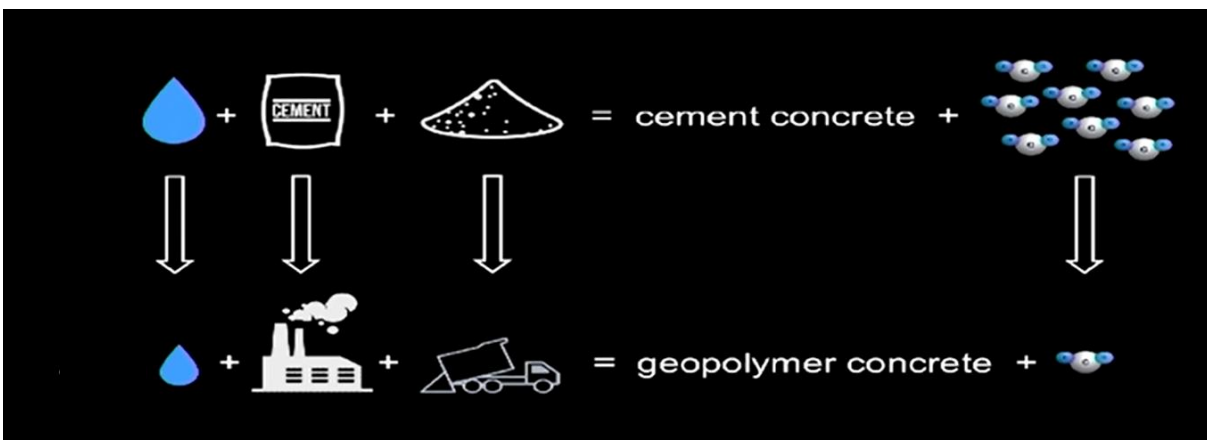 + CEMENT + = cement concrete +
+ + = geopolymer concrete +